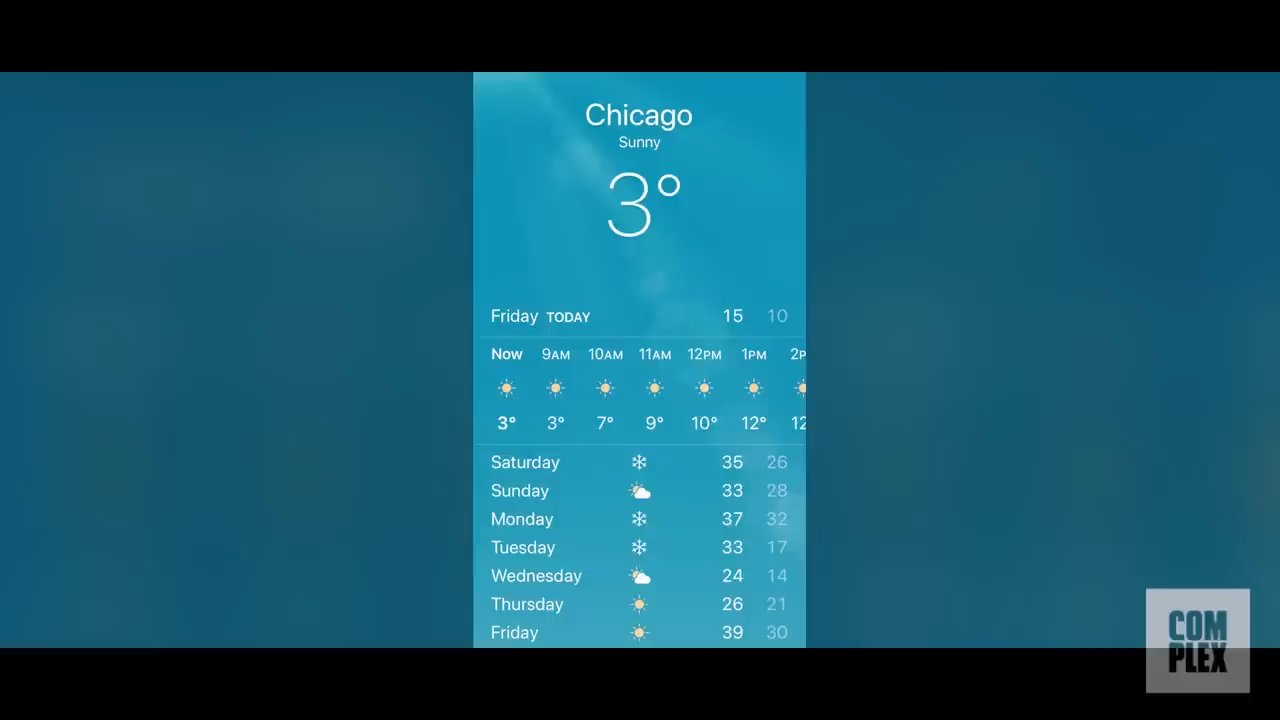 Chicago
Sunny
3°
Friday TODAY 15 10
Now 9AM 10AM 11AM 12PM 1PM 2P
3° 3° 7° 9° 10° 12° 12
Saturday 35 26
Sunday 33 28
Monday 37 32
Tuesday 33 17
Wednesday 24 14
Thursday 26 21
Friday 39 30
COM
PLEX